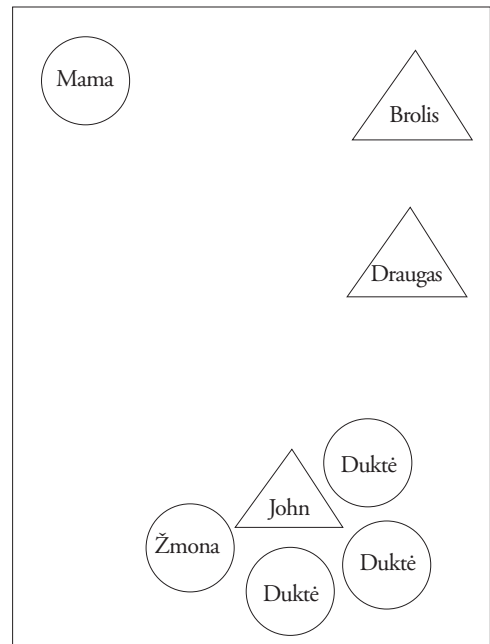 Mama
Brolis
Draugas
Duktė
John
Žmona
Duktė
Duktė